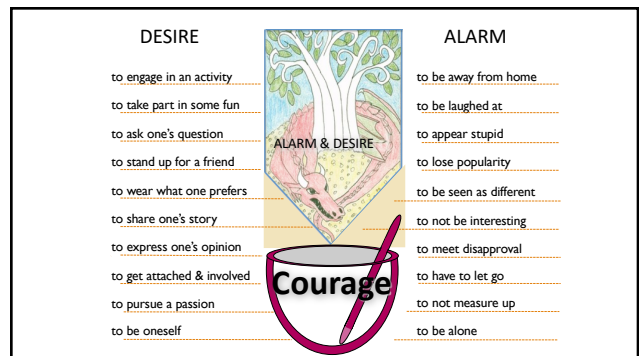 DESIRE
to engage in an activity
to take part in some fun
to ask one's question
to stand up for a friend
to wear what one prefers
to share one's story
to express one's opinion
to get attached & involved
to pursue a passion
to be oneself
ALARM & DESIRE
Courage
ALARM
to be away from home
to be laughed at
to appear stupid
to lose popularity
to be seen as different
to not be interesting
to meet disapproval
to have to let go
to not measure up
to be alone